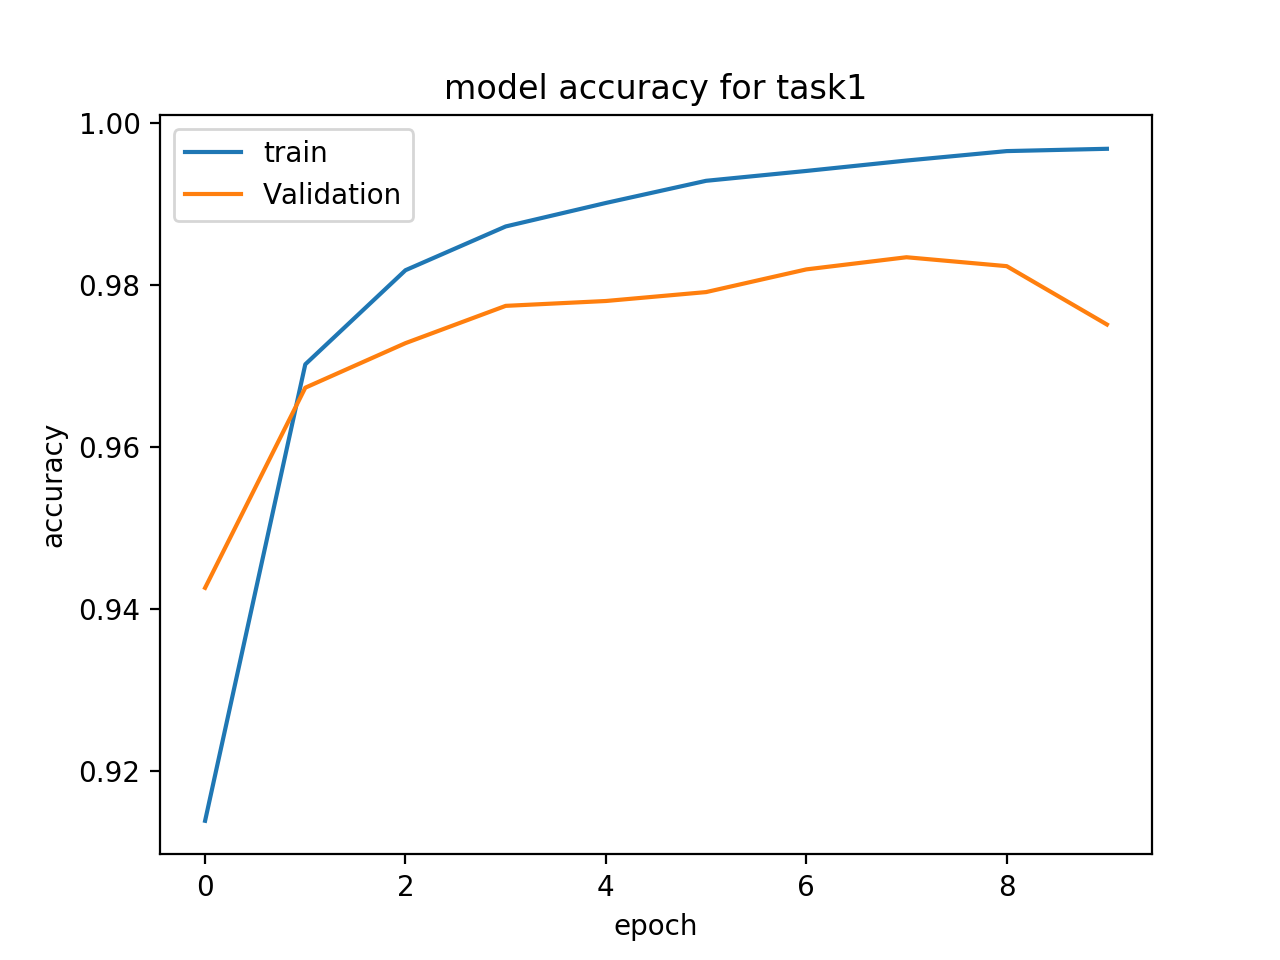 model accuracy for task1
1.00
0.98
0.96
0.94
0.92
accuracy
train
Validation
0 2 4 6 8
epoch